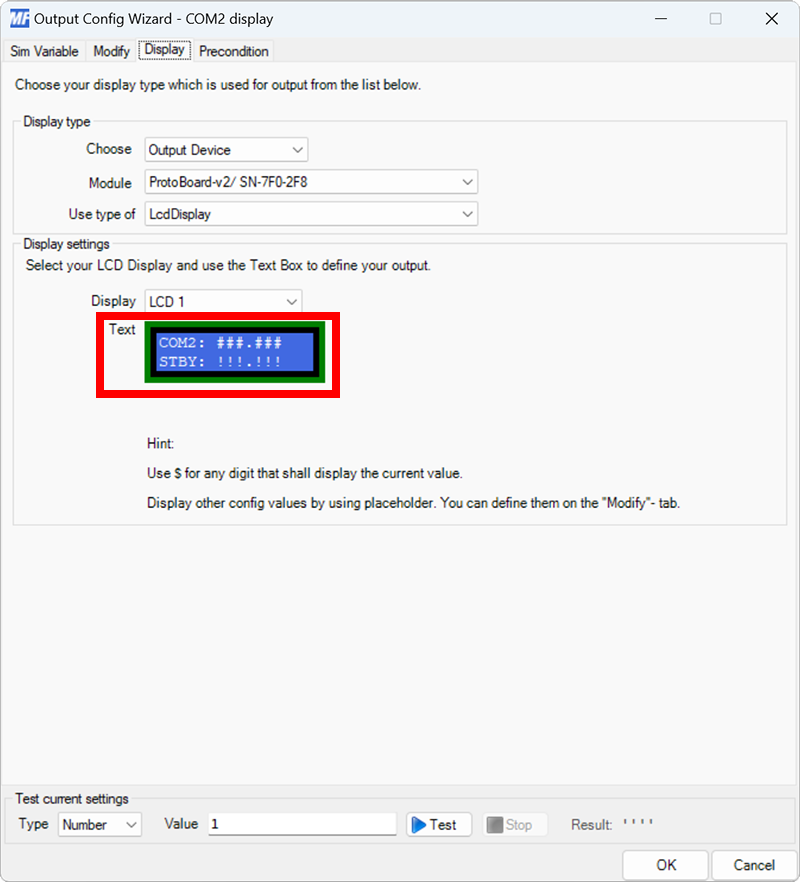 MF Output Config Wizard - COM2 display
Sim Variable Modify Display Precondition
Choose your display type which is used for output from the list below.
Display type
Choose Output Device
Module ProtoBoard-v2/ SN-7F0-2F8
Use type of LcdDisplay
Display settings
Select your LCD Display and use the Text Box to define your output.
Display LCD 1
Text
COM2: ###.###
STBY: !!!.!!!
Hint:
Use $ for any digit that shall display the current value.
Display other config values by using placeholder. You can define them on the "Modify"- tab.
Test current settings
Type Number Value 1 Test Stop Result: ' ' ' '
OK Cancel